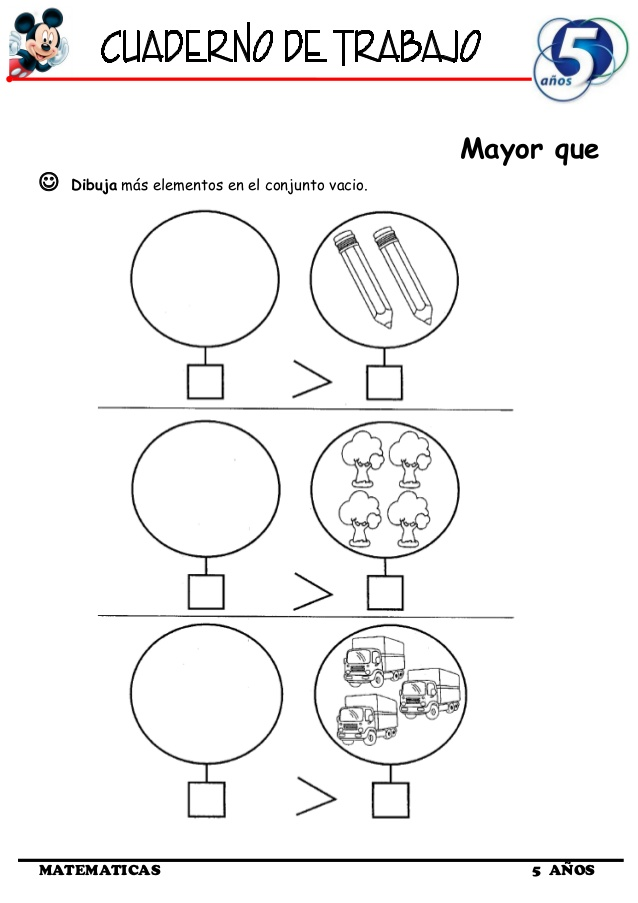 CUADERNO DE TRABAJO
5
años
Mayor que
Dibuja más elementos en el conjunto vacio.
>
>
>
MATEMATICAS 5 AÑOS